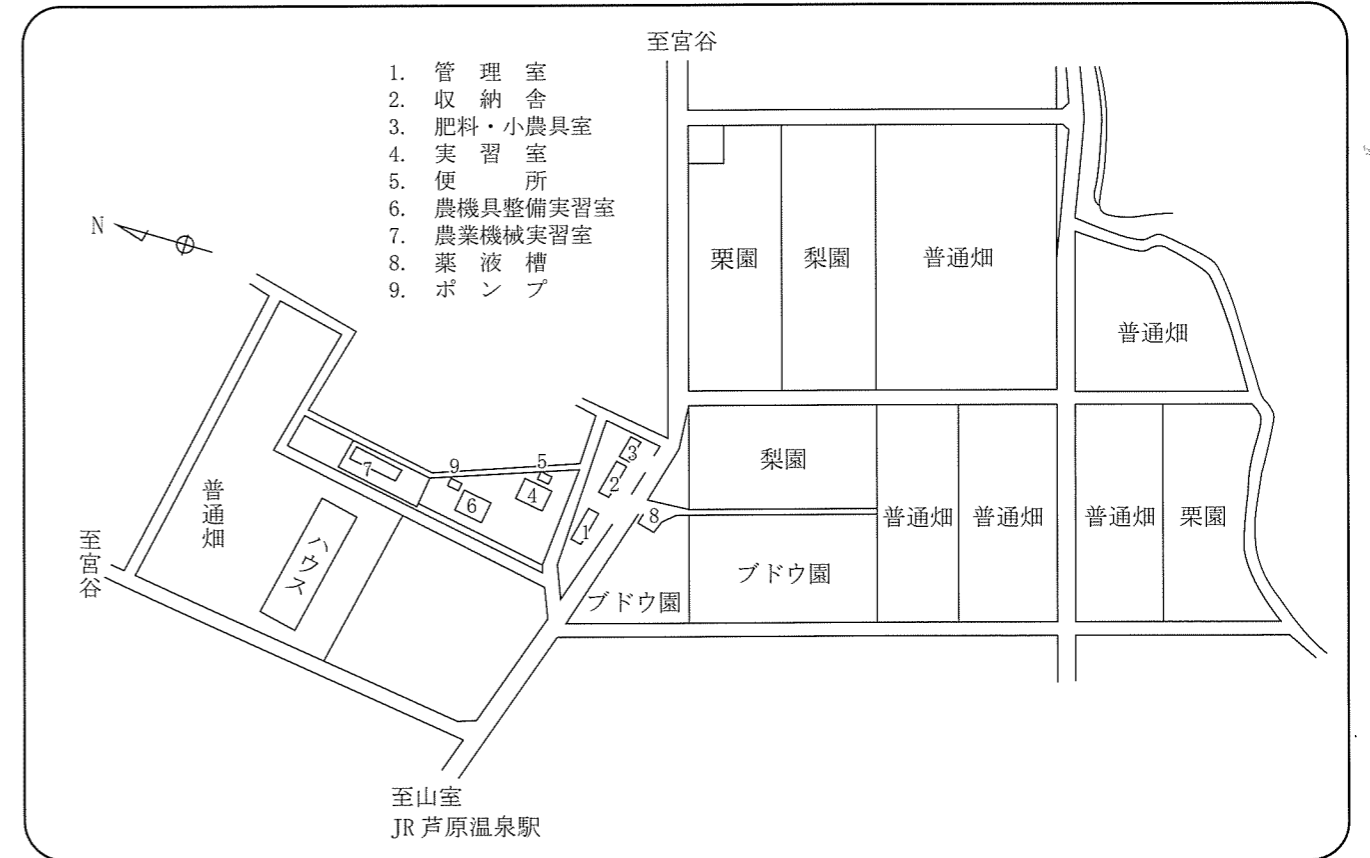 至宮谷
1. 管理室
2. 収納舎
3. 肥料・小農具室
4. 実習室
5. 便所
6. 農機具整備実習室
7. 農業機械実習室
8. 薬液槽
9. ポンプ
N
栗園
梨園
普通畑
普通畑
3
梨園
5
9
7
2
4
6
1
8
普通畑
普通畑
普通畑
普通畑
栗園
至宮谷
ハウス
ブドウ園
ブドウ園
至山室
JR芦原温泉駅